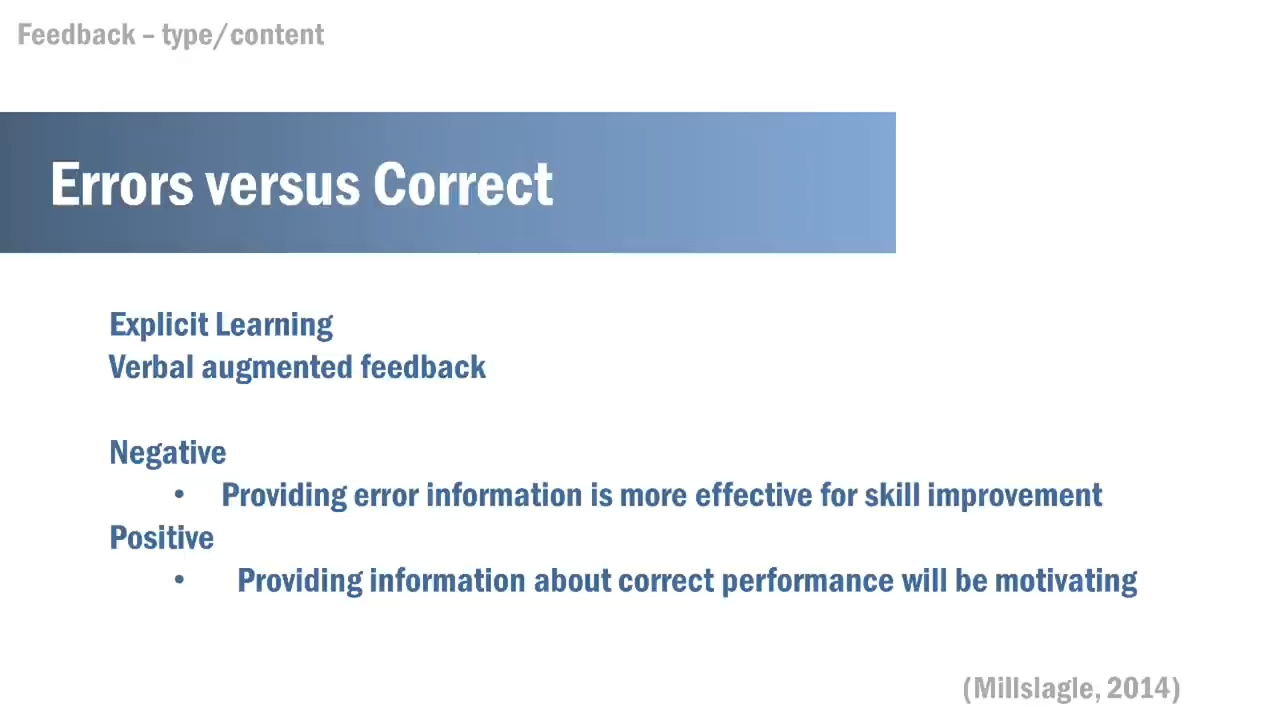 Feedback – type/content
Errors versus Correct
Explicit Learning
Verbal augmented feedback
Negative
• Providing error information is more effective for skill improvement
Positive
• Providing information about correct performance will be motivating
(Millslagle, 2014)